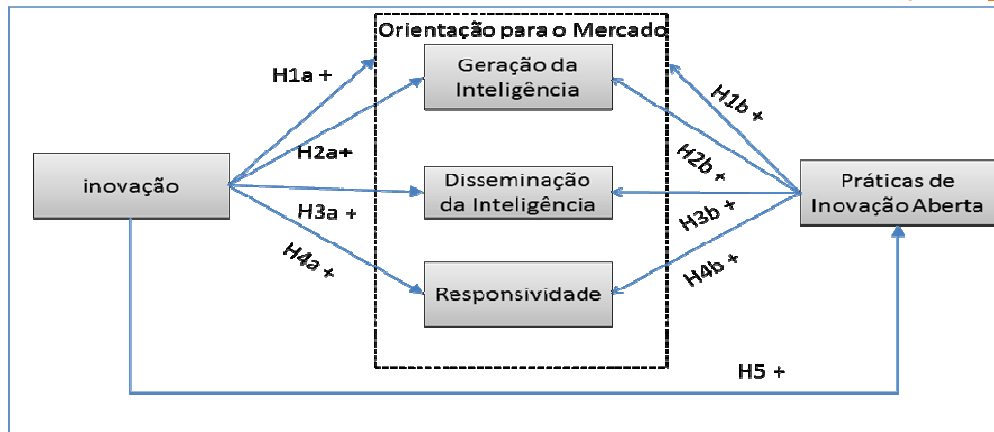 Orientação para o Mercado
H1a +
Geração da
Inteligência
H1b +
H2a+
H2b +
inovação
Disseminação
da Inteligência
Práticas de
Inovação Aberta
H3a +
H3b +
H4a +
H4b +
Responsividade
H5 +